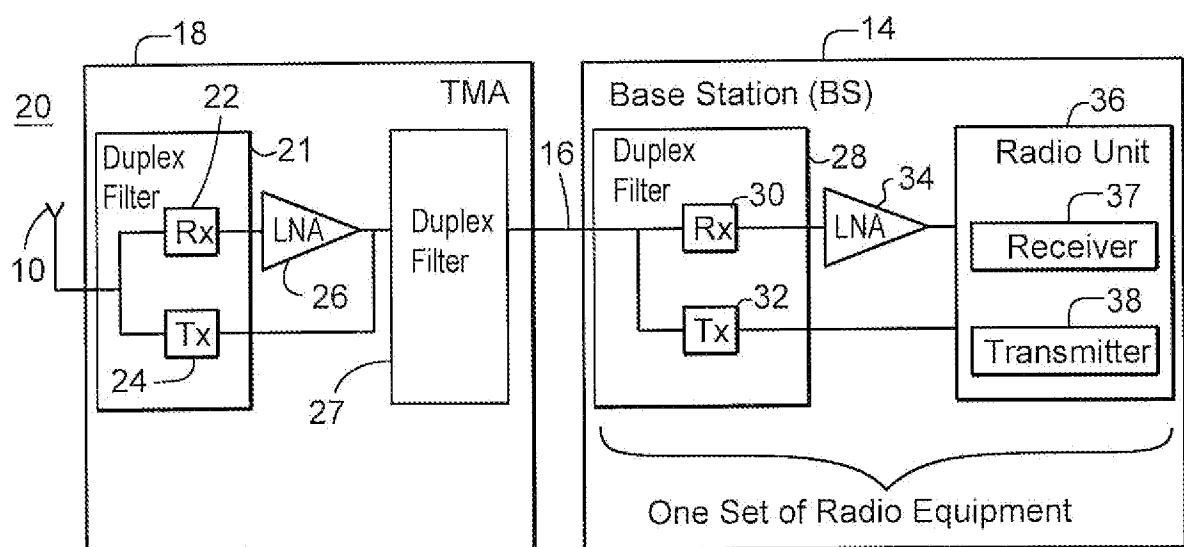 18
14
20
TMA
Base Station (BS)
22
21
16
28
36
Duplex
Filter
Duplex
Filter
34
Radio Unit
30
37
Rx
LNA
Duplex
Filter
Rx
LNA
Receiver
10
26
32
38
Tx
Tx
Transmitter
24
27
One Set of Radio Equipment